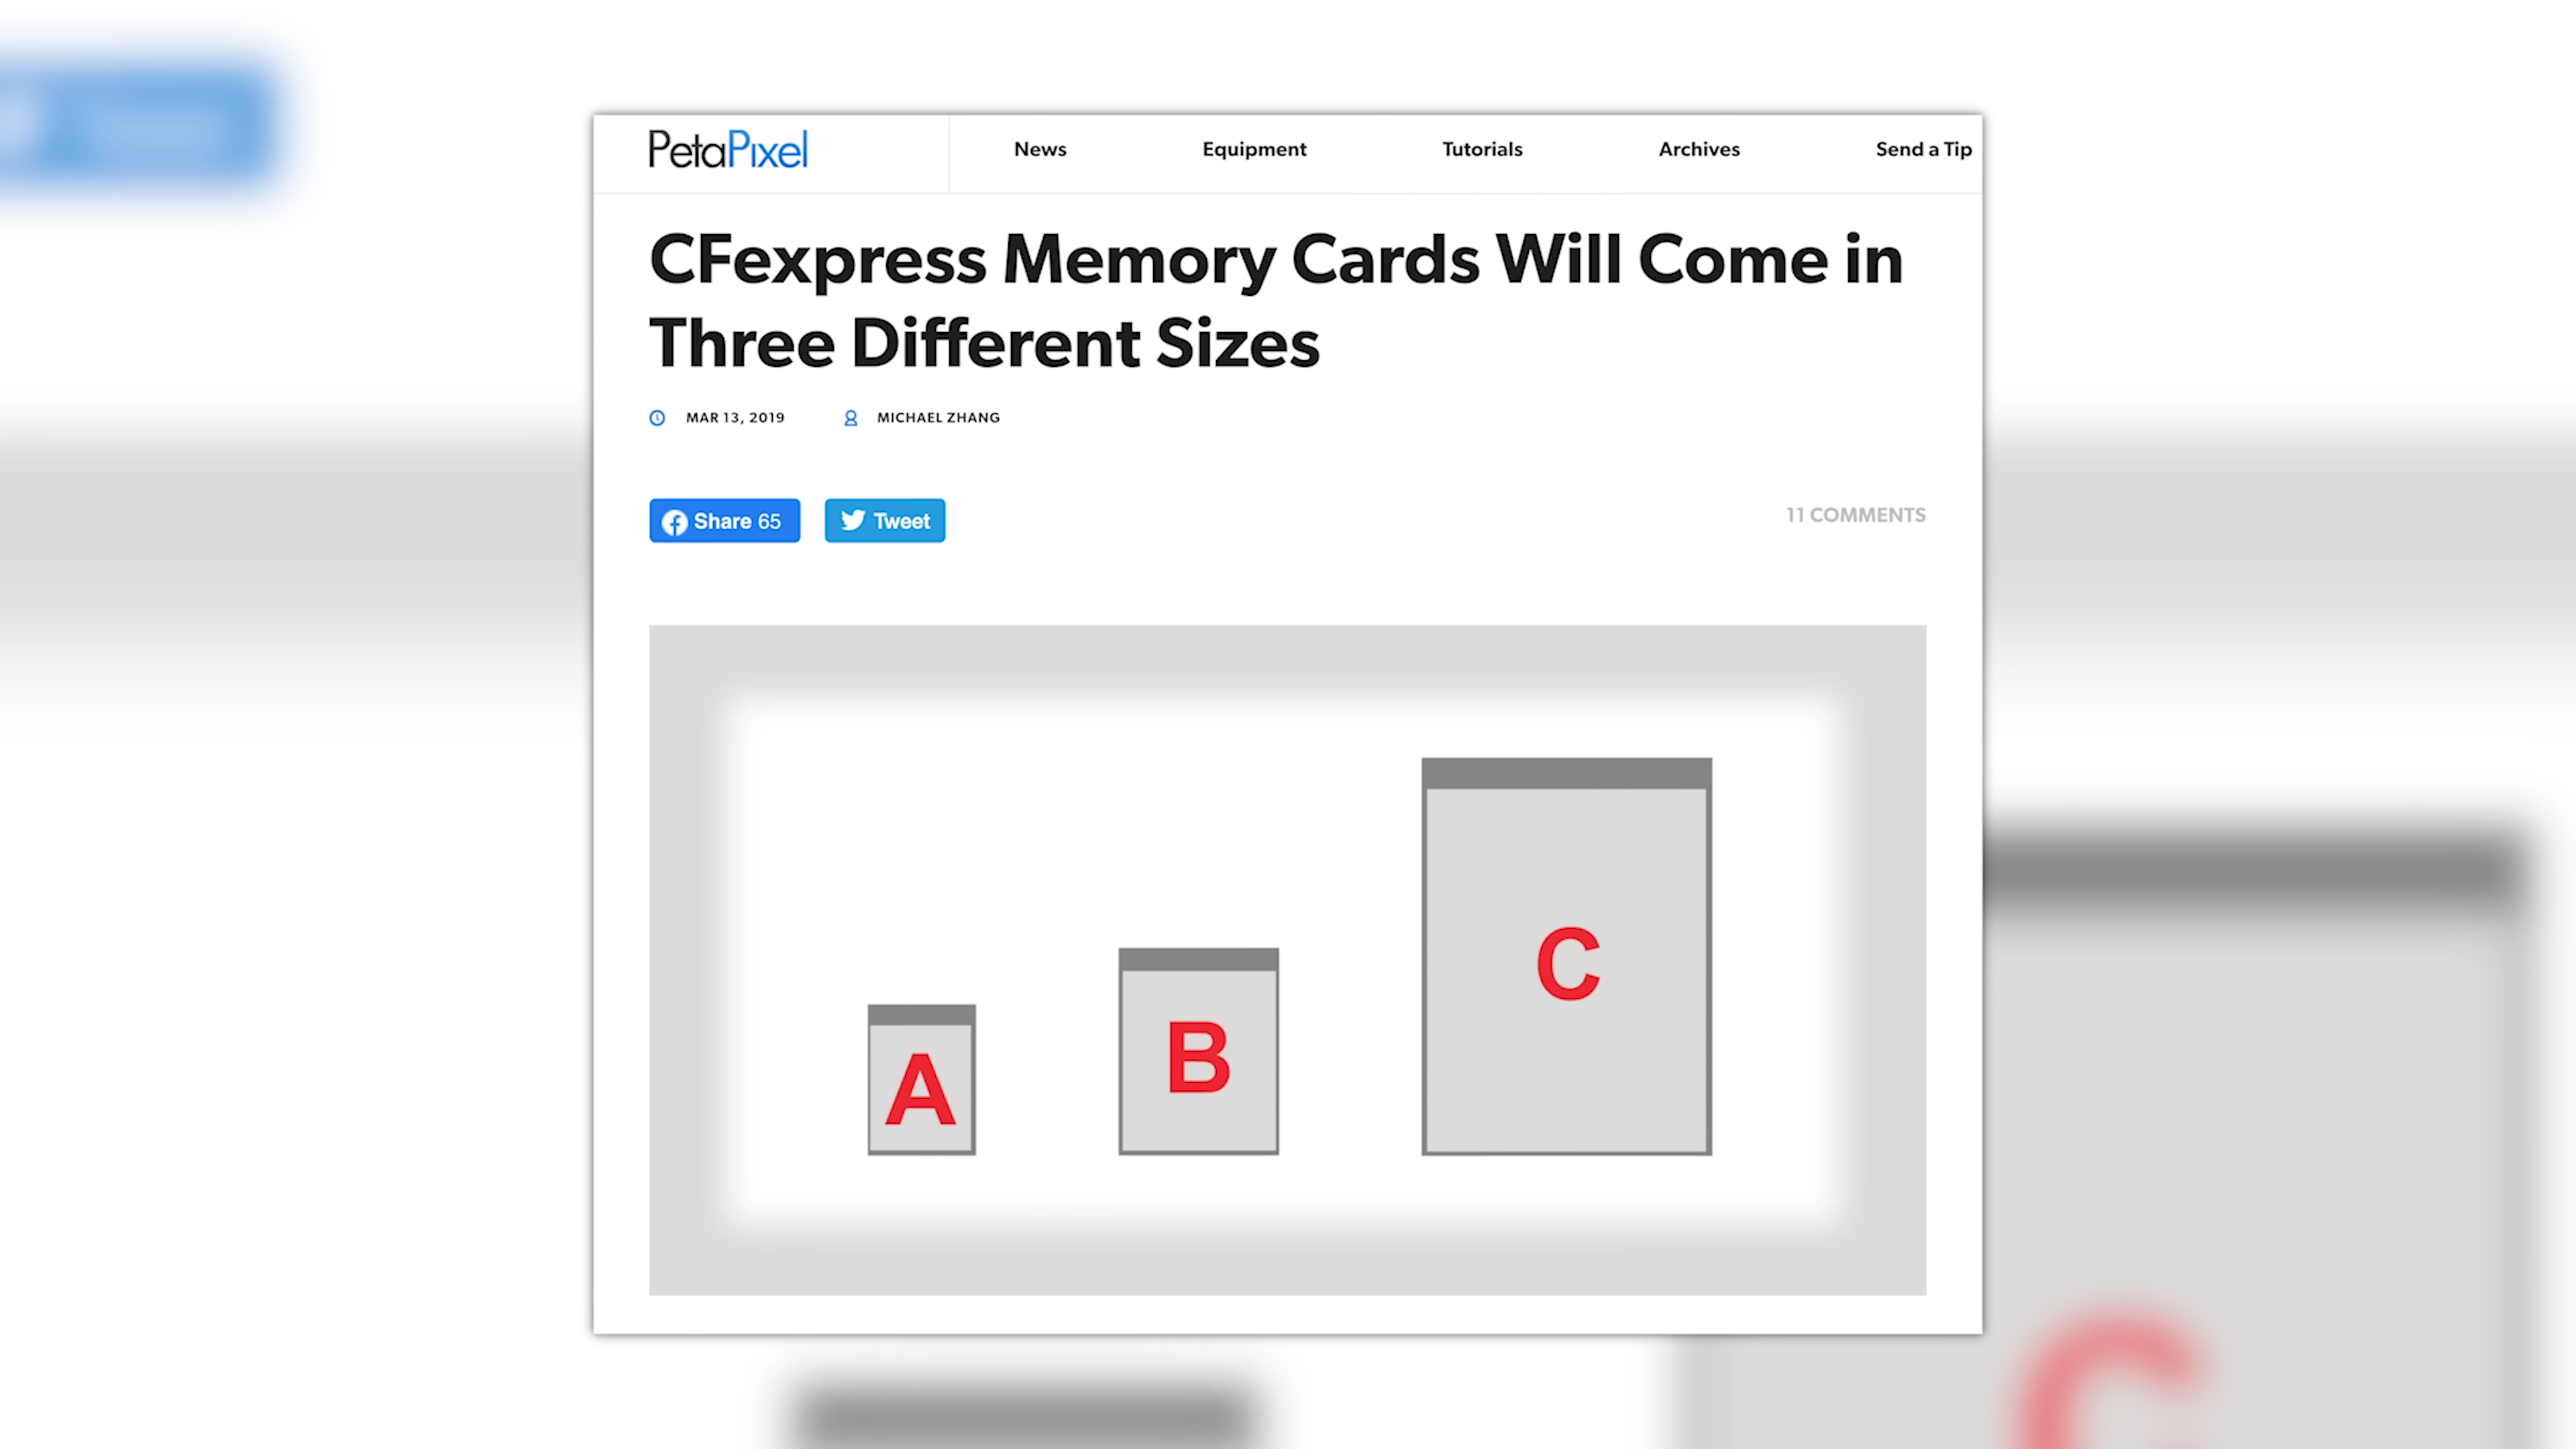 PetaPixel
News Equipment Tutorials Archives Send a Tip
CFexpress Memory Cards Will Come in
Three Different Sizes
MAR 13, 2019 MICHAEL ZHANG
Share 65 Tweet
11 COMMENTS
A B C
C